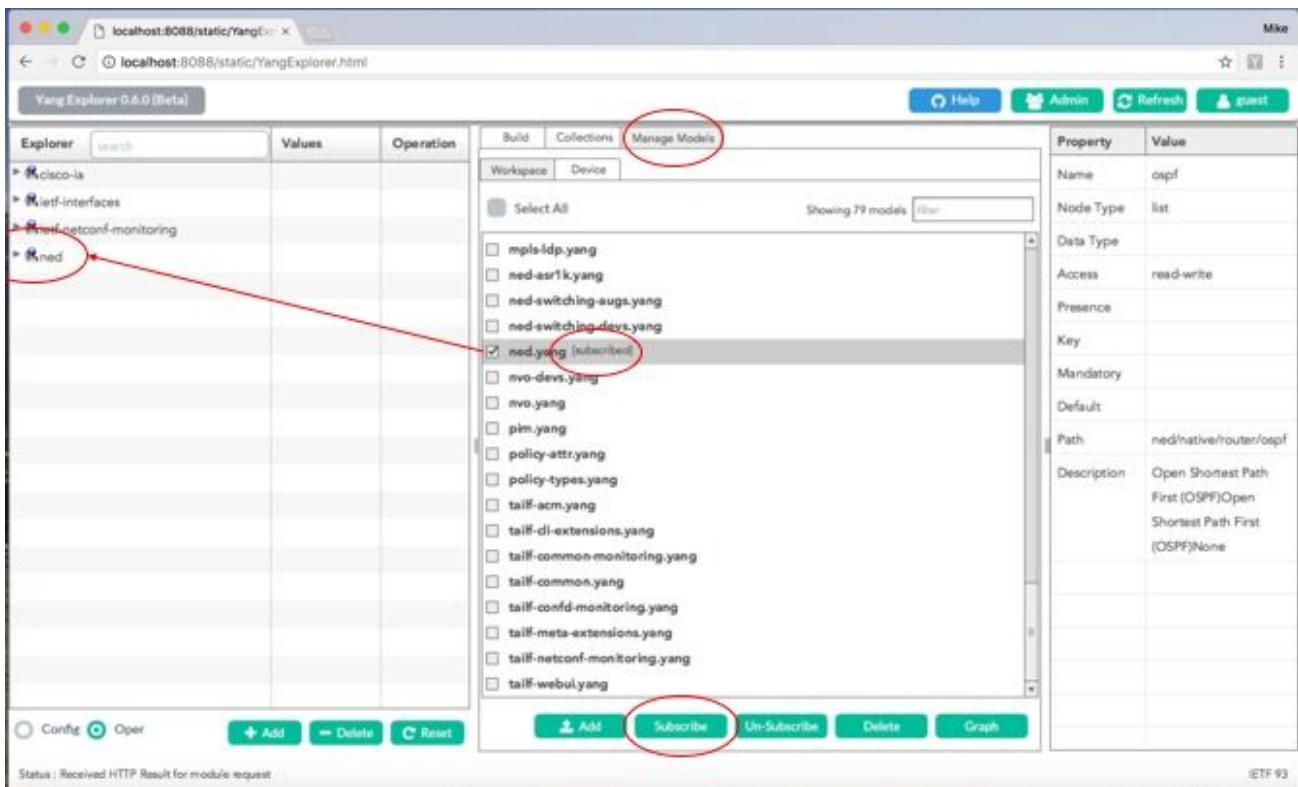 localhost:8088/static/YangEx
Mike
localhost:8088/static/YangExplorer.html
Yang Explorer 0.6.0 (Beta)
Help
Admin
Refresh
guest
Explorer
search
Values
Operation
cisco-ia
ietf-interfaces
ietf-netconf-monitoring
ned
Config
Oper
Add
Delete
Reset
Build
Collections
Manage Models
Workspace
Device
Select All
Showing 79 models
filter
mpls-ldp.yang
ned-asr1k.yang
ned-switching-augs.yang
ned-switching-devs.yang
ned.yang [subscribed]
nvo-devs.yang
nvo.yang
pim.yang
policy-attr.yang
policy-types.yang
tailf-acm.yang
tailf-cli-extensions.yang
tailf-common-monitoring.yang
tailf-common.yang
tailf-confd-monitoring.yang
tailf-meta-extensions.yang
tailf-netconf-monitoring.yang
tailf-webui.yang
Add
Subscribe
Un-Subscribe
Delete
Graph
Property Value
Name ospf
Node Type list
Data Type
Access read-write
Presence
Key
Mandatory
Default
Path ned/native/router/ospf
Description Open Shortest Path
First (OSPF)Open
Shortest Path First
(OSPF)None
Status : Received HTTP Result for module request
IETF 93